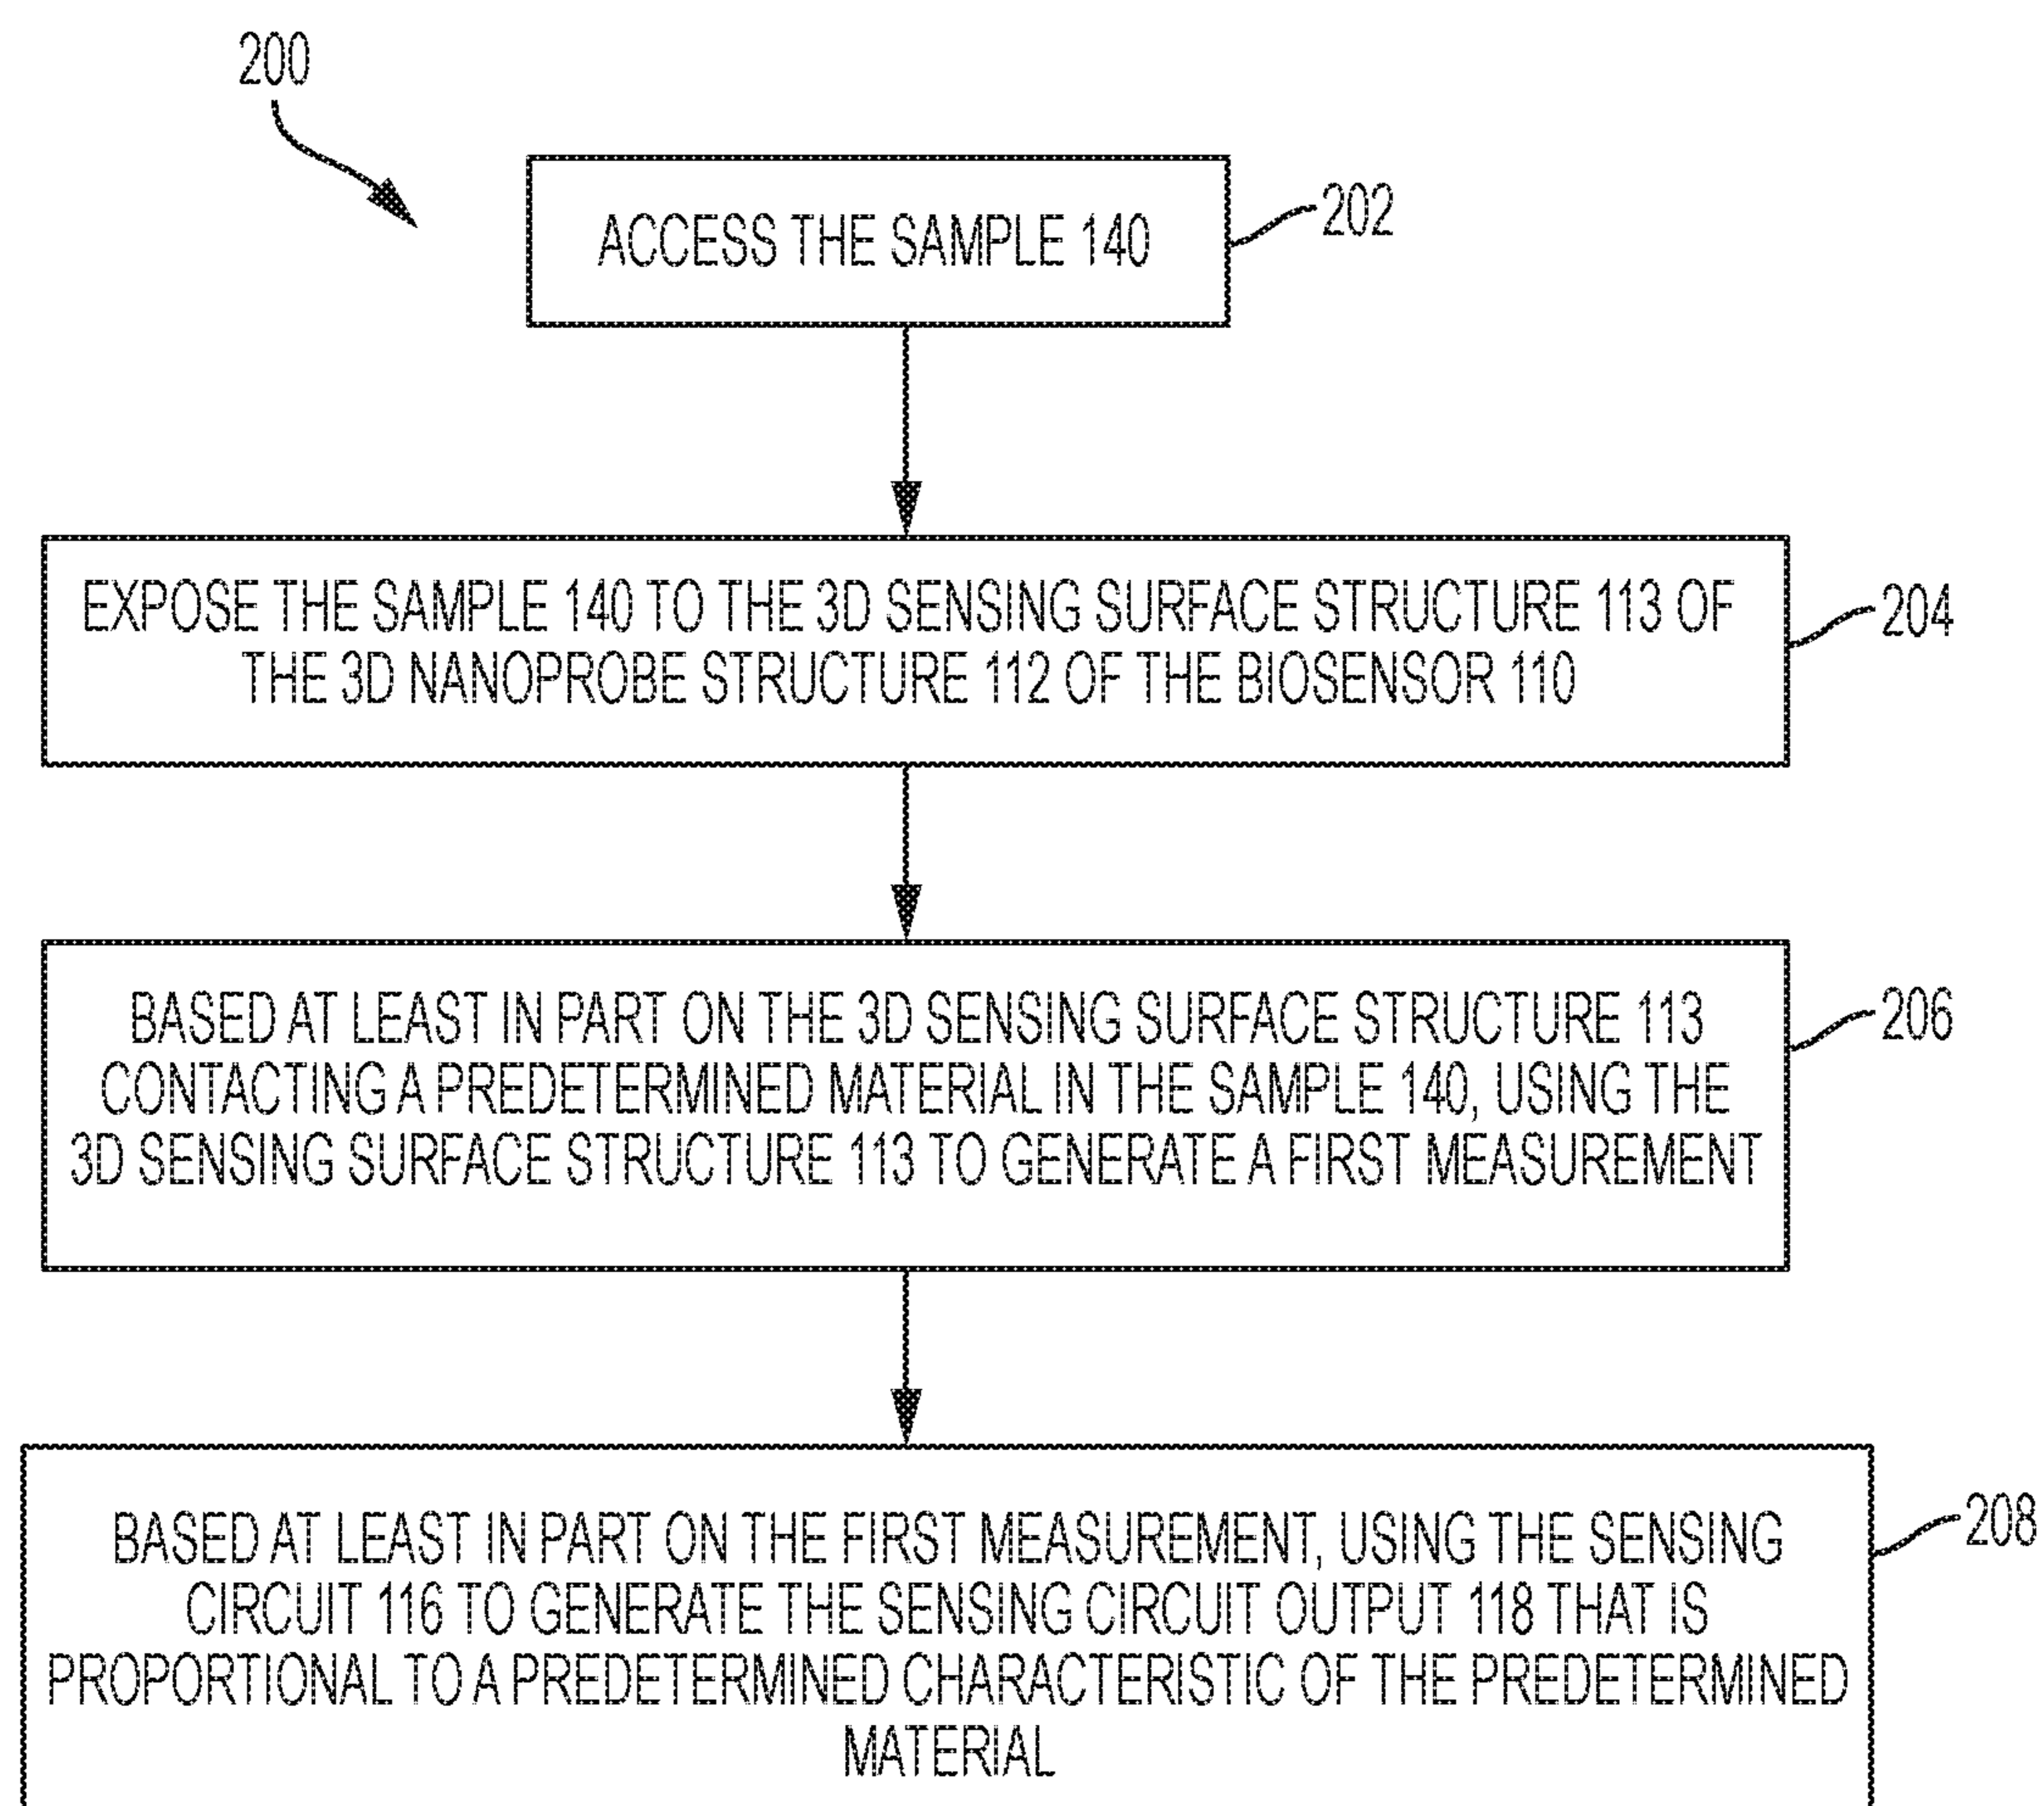 200
ACCESS THE SAMPLE 140
202
EXPOSE THE SAMPLE 140 TO THE 3D SENSING SURFACE STRUCTURE 113 OF
THE 3D NANOPROBE STRUCTURE 112 OF THE BIOSENSOR 110
204
BASED AT LEAST IN PART ON THE 3D SENSING SURFACE STRUCTURE 113
CONTACTING A PREDETERMINED MATERIAL IN THE SAMPLE 140, USING THE
3D SENSING SURFACE STRUCTURE 113 TO GENERATE A FIRST MEASUREMENT
206
BASED AT LEAST IN PART ON THE FIRST MEASUREMENT, USING THE SENSING
CIRCUIT 116 TO GENERATE THE SENSING CIRCUIT OUTPUT 118 THAT IS
PROPORTIONAL TO A PREDETERMINED CHARACTERISTIC OF THE PREDETERMINED
MATERIAL
208